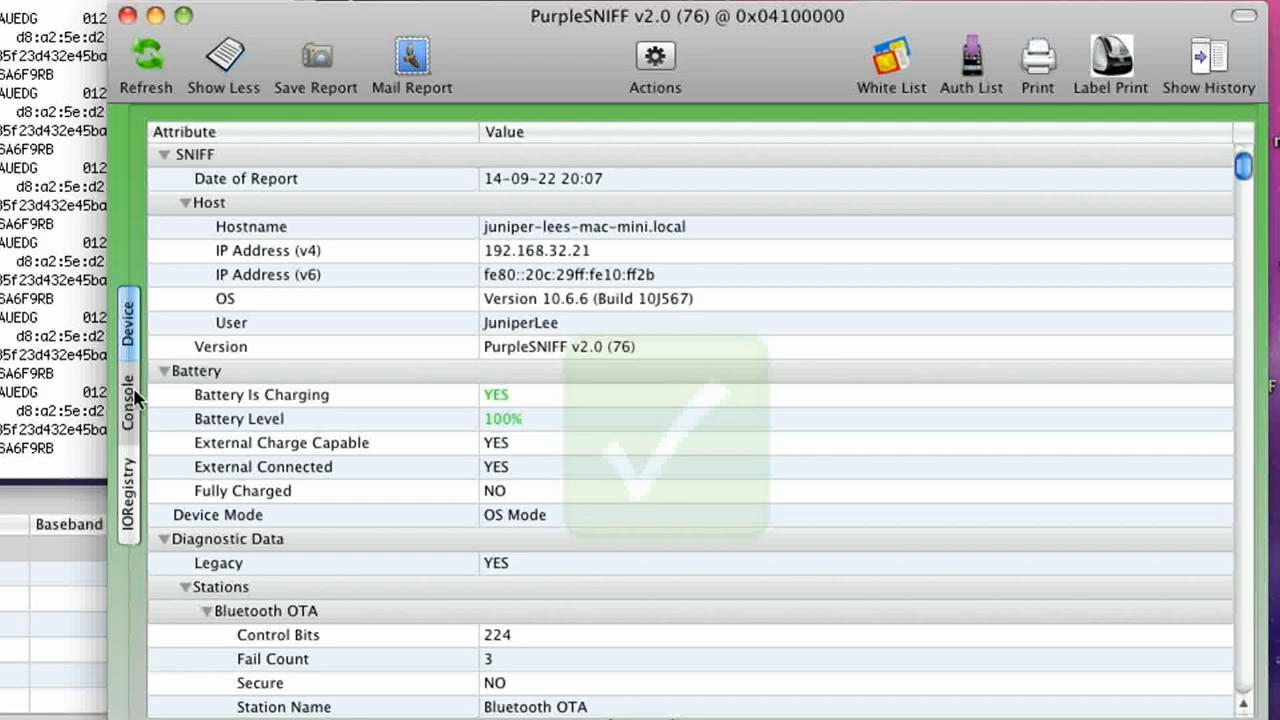 PurpleSNIFF v2.0 (76) @ 0x04100000
Refresh Show Less Save Report Mail Report Actions White List Auth List Print Label Print Show History
Attribute Value
SNIFF
Date of Report 14-09-22 20:07
Host
Hostname juniper-lees-mac-mini.local
IP Address (v4) 192.168.32.21
IP Address (v6) fe80::20c:29ff:fe10:ff2b
OS Version 10.6.6 (Build 10J567)
User JuniperLee
Version PurpleSNIFF v2.0 (76)
Battery
Battery Is Charging YES
Battery Level 100%
External Charge Capable YES
External Connected YES
Fully Charged NO
Device Mode OS Mode
Diagnostic Data
Legacy YES
Stations
Bluetooth OTA
Control Bits 224
Fail Count 3
Secure NO
Station Name Bluetooth OTA
Device
Console
IORegistry
AUEDG 012
d8:a2:5e:d2
35f23d432e45ba
SA6F9RB
AUEDG 012
d8:a2:5e:d2
35f23d432e45ba
SA6F9RB
AUEDG 012
d8:a2:5e:d2
35f23d432e45ba
SA6F9RB
AUEDG 012
d8:a2:5e:d2
35f23d432e45ba
SA6F9RB
AUEDG 012
d8:a2:5e:d2
35f23d432e45ba
SA6F9RB
AUEDG 012
d8:a2:5e:d2
35f23d432e45ba
SA6F9RB
Baseband